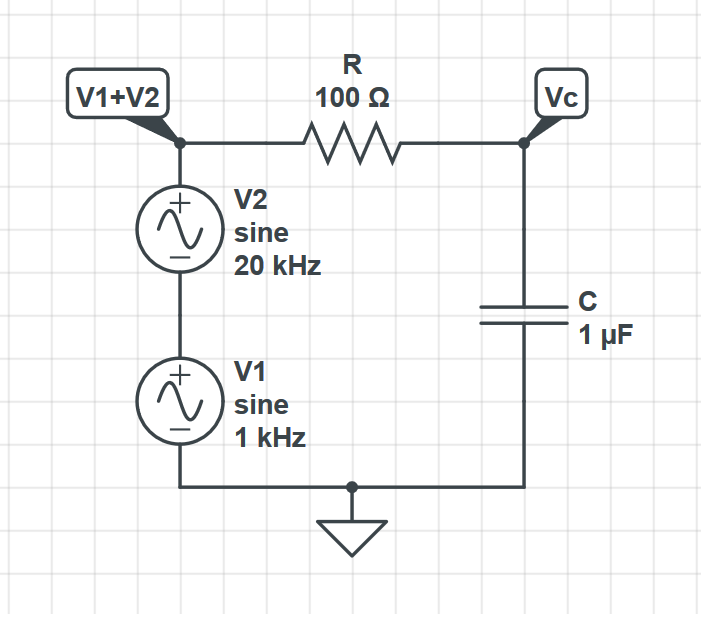 R
100 Ω
V1+V2
Vc
V2
sine
20 kHz
C
1 µF
V1
sine
1 kHz